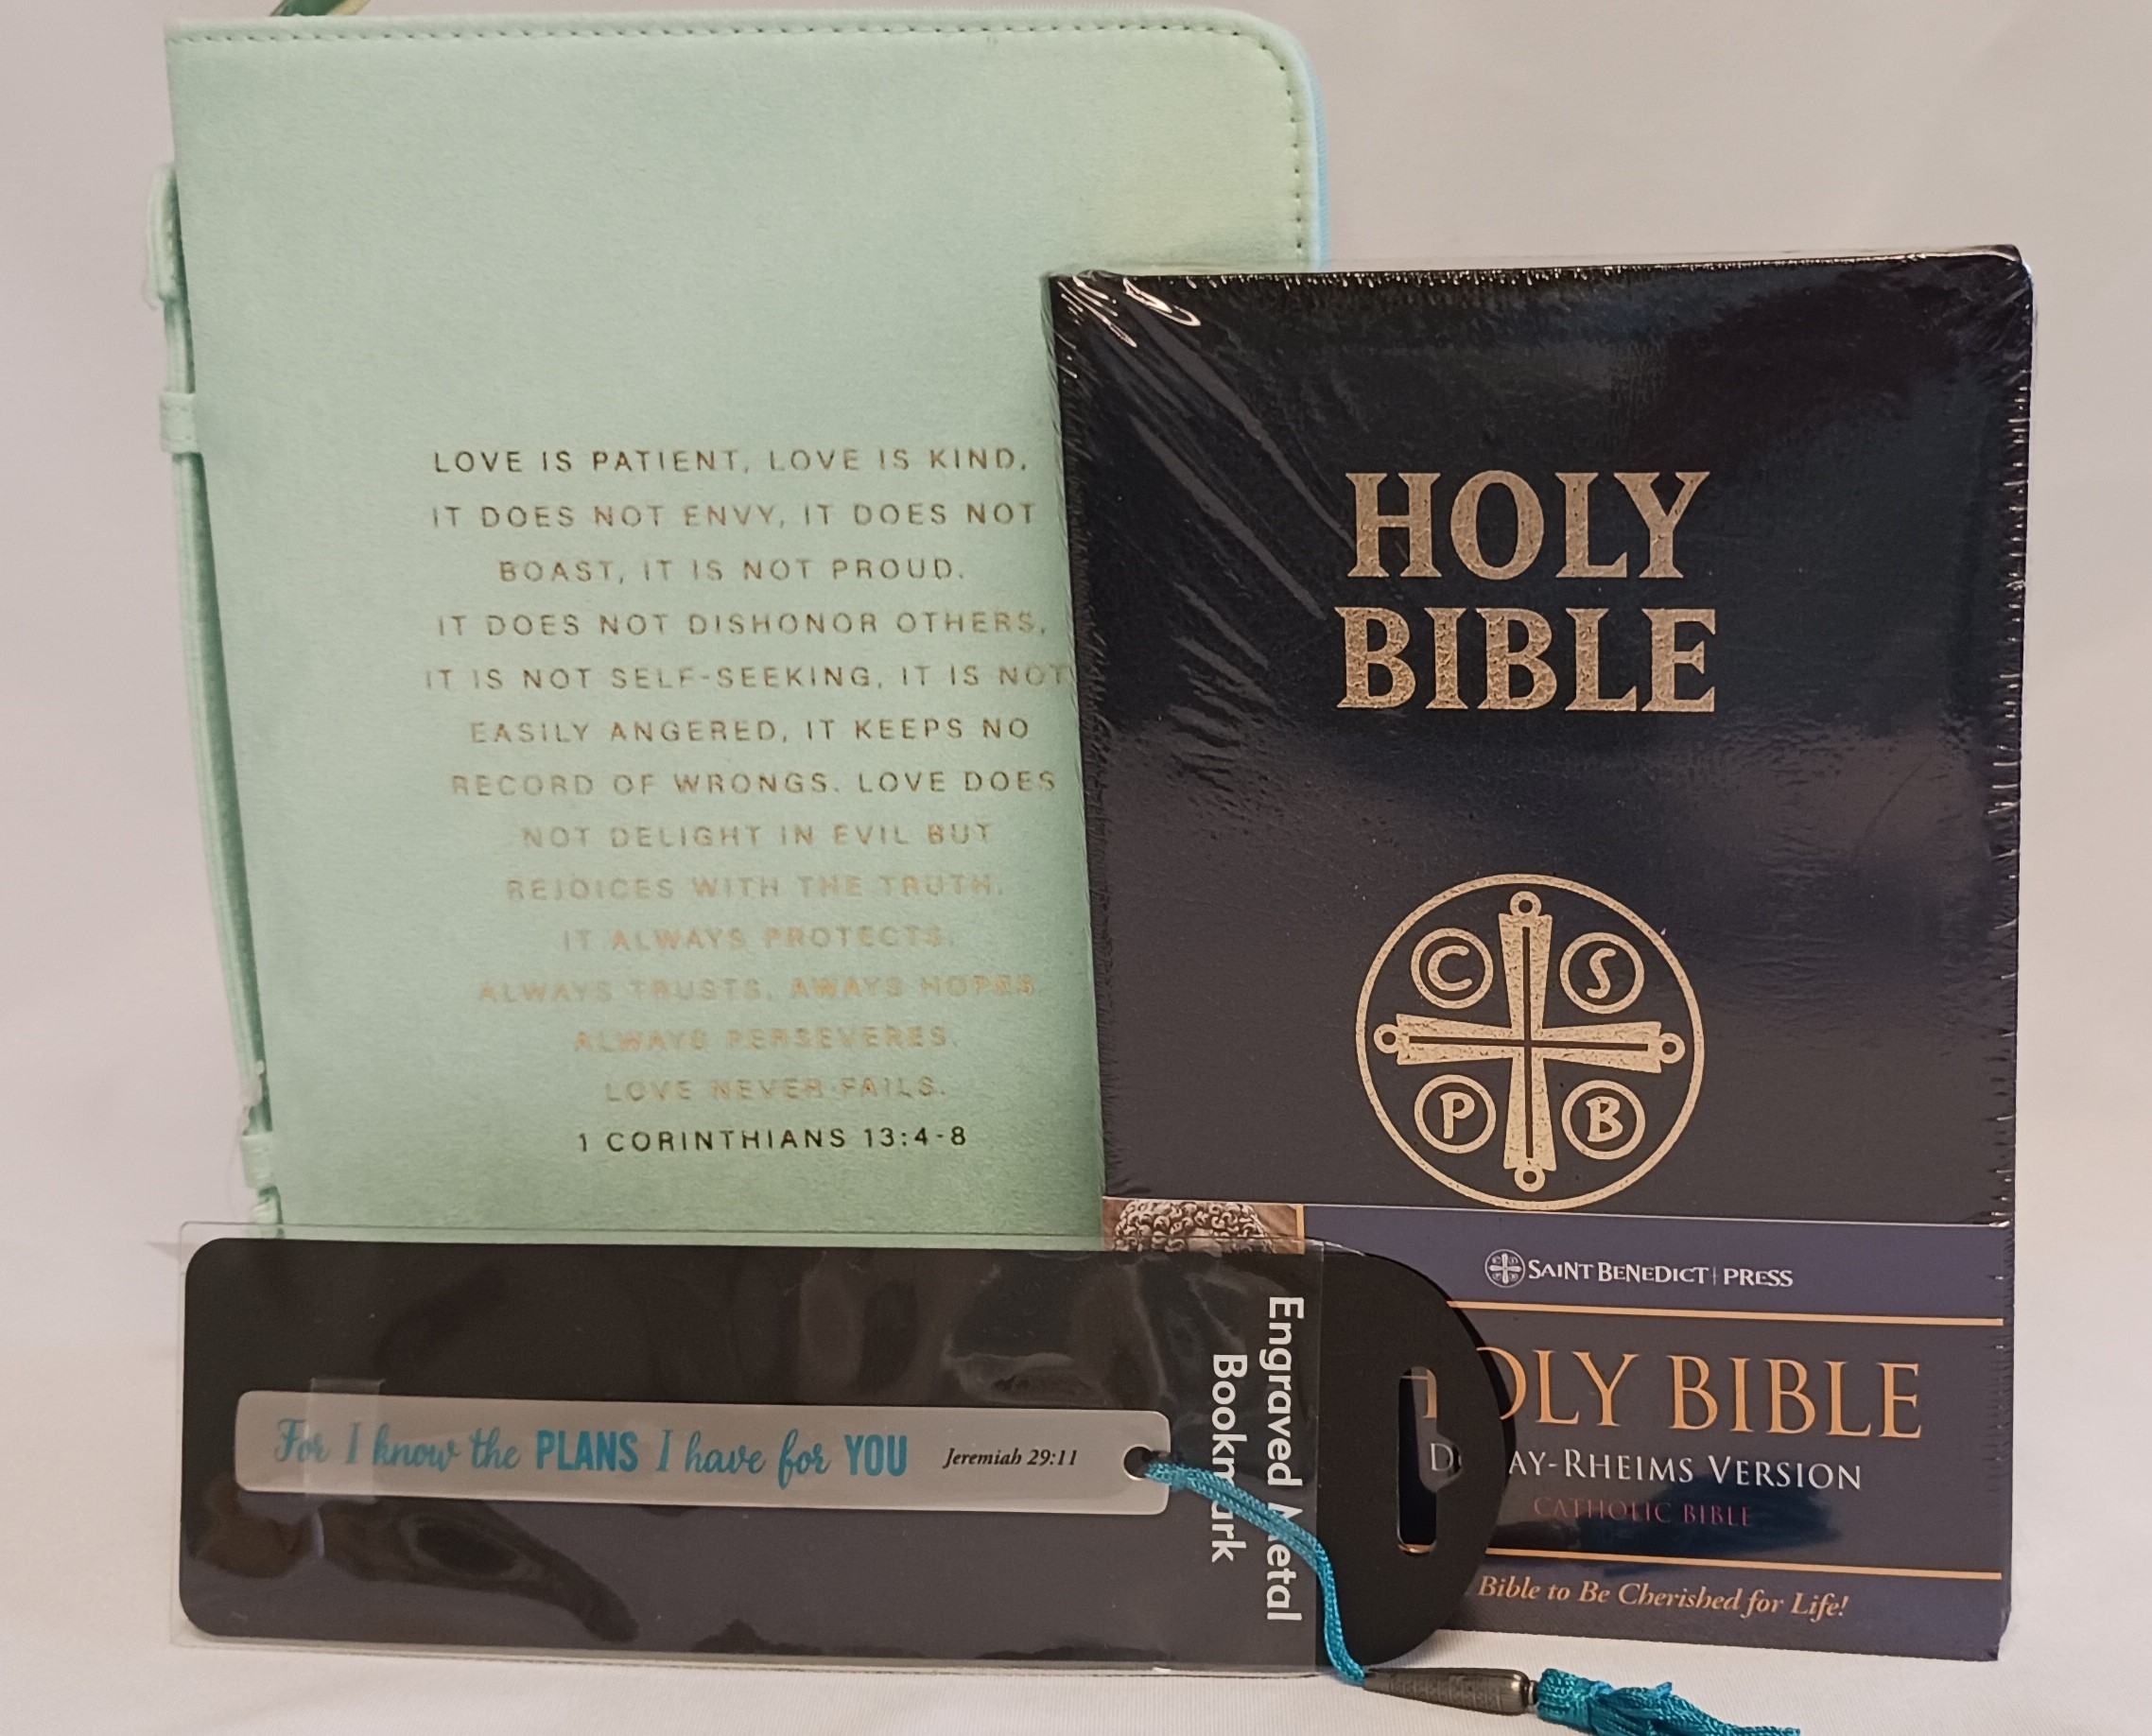 LOVE IS PATIENT, LOVE IS KIND,
IT DOES NOT ENVY, IT DOES NOT
BOAST, IT IS NOT PROUD.
IT DOES NOT DISHONOR OTHERS,
IT IS NOT SELF-SEEKING, IT IS NOT
EASILY ANGERED, IT KEEPS NO
RECORD OF WRONGS. LOVE DOES
NOT DELIGHT IN EVIL BUT
REJOICES WITH THE TRUTH.
IT ALWAYS PROTECTS,
ALWAYS TRUSTS, AWAYS HOPES
ALWAYS PERSEVERES.
LOVE NEVER FAILS.
1 CORINTHIANS 13:4-8
HOLY
BIBLE
C S
P B
SAINT BENEDICT PRESS
HOLY BIBLE
DOUAY-RHEIMS VERSION
CATHOLIC BIBLE
Bible to Be Cherished for Life!
Engraved Metal
Bookmark
For I know the PLANS I have for YOU Jeremiah 29:11